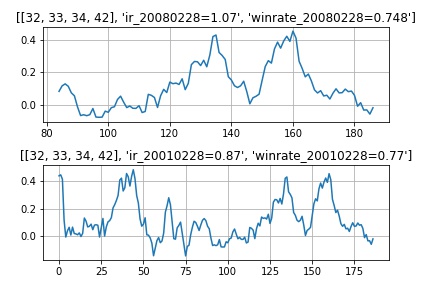 [[32, 33, 34, 42], 'ir_20080228=1.07', 'winrate_20080228=0.748']
0.4
0.2
0.0
80 100 120 140 160 180
[[32, 33, 34, 42], 'ir_20010228=0.87', 'winrate_20010228=0.77']
0.4
0.2
0.0
0 25 50 75 100 125 150 175